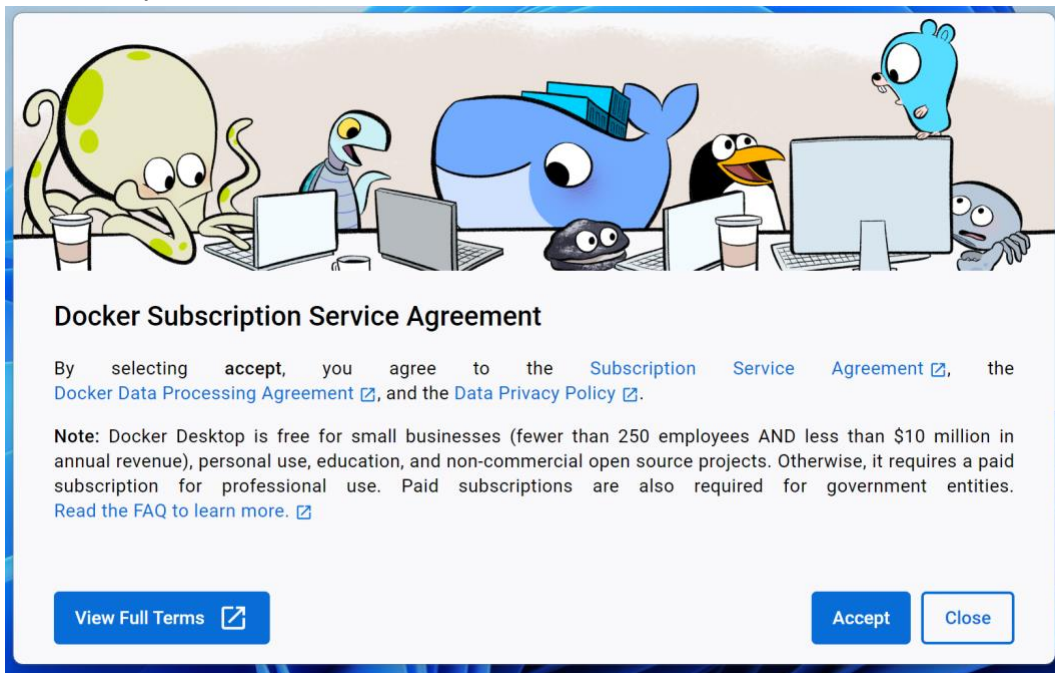 Docker Subscription Service Agreement
By selecting accept, you agree to the Subscription Service Agreement, the
Docker Data Processing Agreement, and the Data Privacy Policy.
Note: Docker Desktop is free for small businesses (fewer than 250 employees AND less than $10 million in
annual revenue), personal use, education, and non-commercial open source projects. Otherwise, it requires a paid
subscription for professional use. Paid subscriptions are also required for government entities.
Read the FAQ to learn more.
View Full Terms
Accept
Close